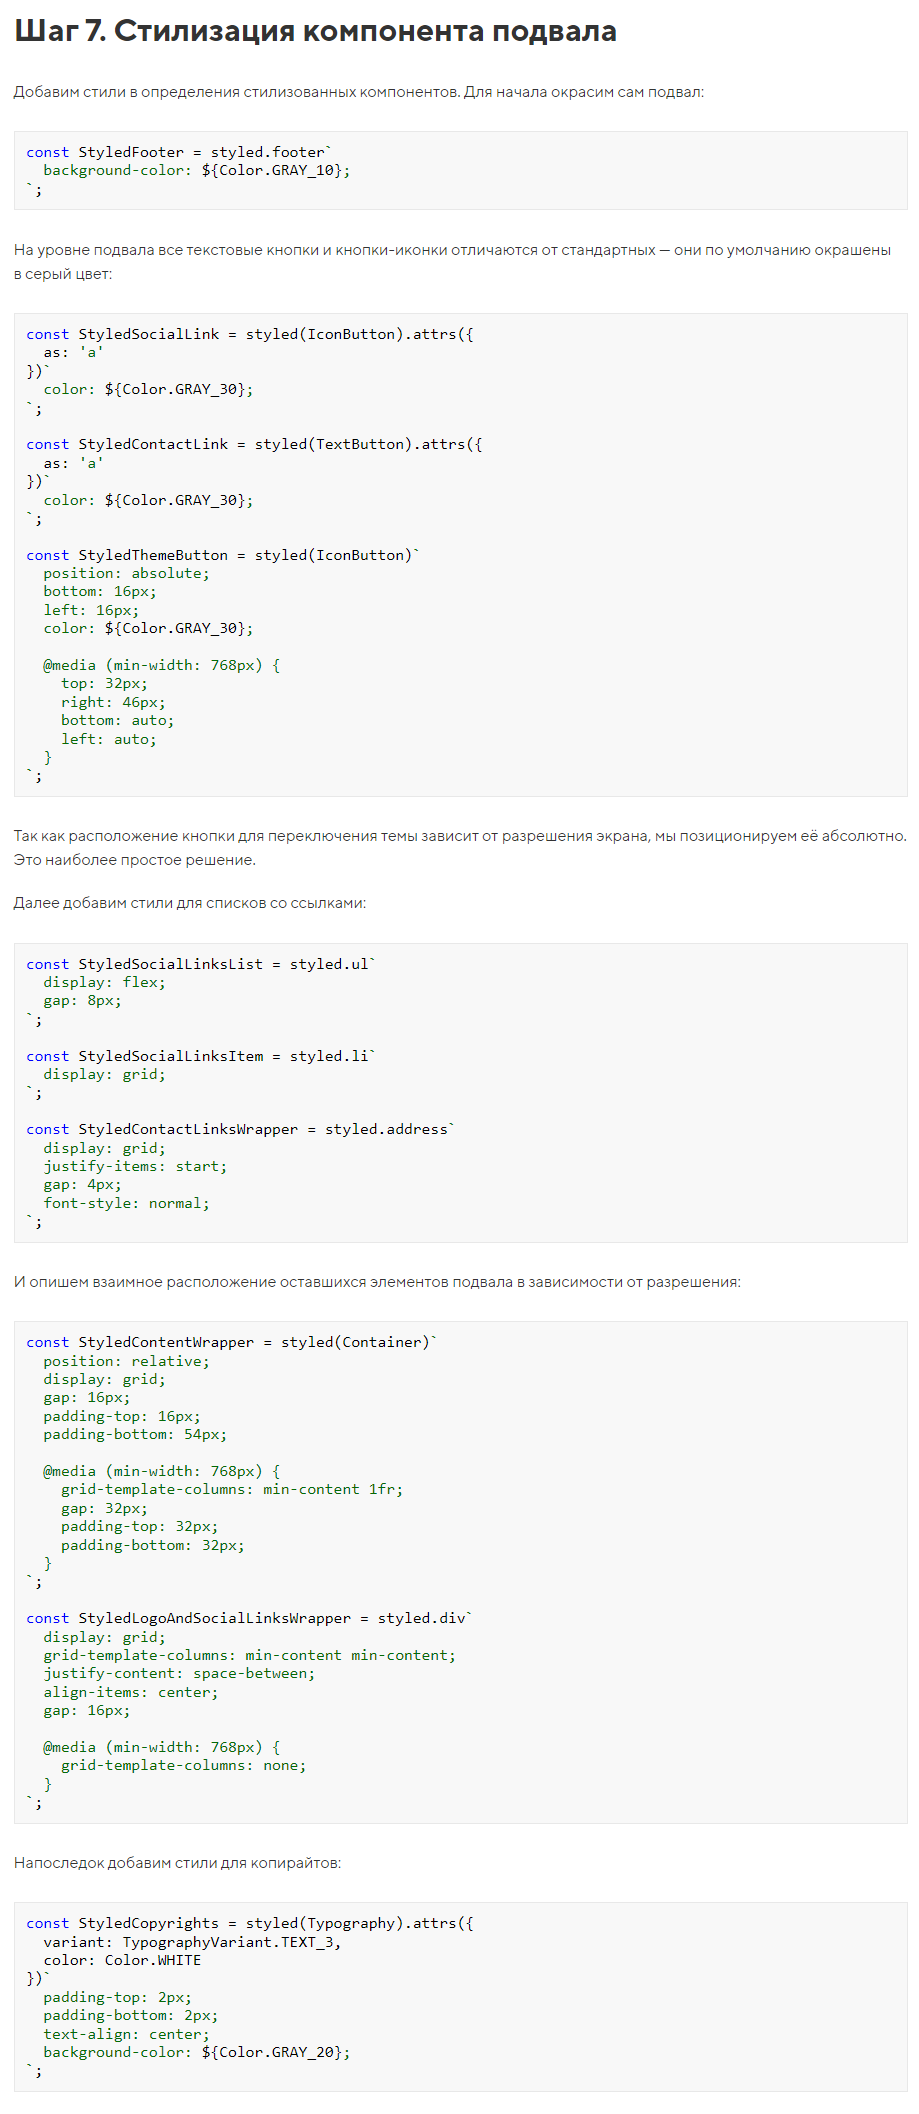 Шаг 7. Стилизация компонента подвала
Добавим стили в определения стилизованных компонентов. Для начала окрасим сам подвал:
const StyledFooter = styled.footer`
  background-color: ${Color.GRAY_10};
`;
На уровне подвала все текстовые кнопки и кнопки-иконки отличаются от стандартных — они по умолчанию окрашены
в серый цвет:
const StyledSocialLink = styled(IconButton).attrs({
  as: 'a'
})`
  color: ${Color.GRAY_30};
`;
const StyledContactLink = styled(TextButton).attrs({
  as: 'a'
})`
  color: ${Color.GRAY_30};
`;
const StyledThemeButton = styled(IconButton)`
  position: absolute;
  bottom: 16px;
  left: 16px;
  color: ${Color.GRAY_30};
  @media (min-width: 768px) {
    top: 32px;
    right: 46px;
    bottom: auto;
    left: auto;
  }
`;
Так как расположение кнопки для переключения темы зависит от разрешения экрана, мы позиционируем её абсолютно.
Это наиболее простое решение.
Далее добавим стили для списков со ссылками:
const StyledSocialLinksList = styled.ul`
  display: flex;
  gap: 8px;
`;
const StyledSocialLinksItem = styled.li`
  display: grid;
`;
const StyledContactLinksWrapper = styled.address`
  display: grid;
  justify-items: start;
  gap: 4px;
  font-style: normal;
`;
И опишем взаимное расположение оставшихся элементов подвала в зависимости от разрешения:
const StyledContentWrapper = styled(Container)`
  position: relative;
  display: grid;
  gap: 16px;
  padding-top: 16px;
  padding-bottom: 54px;
  @media (min-width: 768px) {
    grid-template-columns: min-content 1fr;
    gap: 32px;
    padding-top: 32px;
    padding-bottom: 32px;
  }
`;
const StyledLogoAndSocialLinksWrapper = styled.div`
  display: grid;
  grid-template-columns: min-content min-content;
  justify-content: space-between;
  align-items: center;
  gap: 16px;
  @media (min-width: 768px) {
    grid-template-columns: none;
  }
`;
Напоследок добавим стили для копирайтов:
const StyledCopyrights = styled(Typography).attrs({
  variant: TypographyVariant.TEXT_3,
  color: Color.WHITE
})`
  padding-top: 2px;
  padding-bottom: 2px;
  text-align: center;
  background-color: ${Color.GRAY_20};
`;